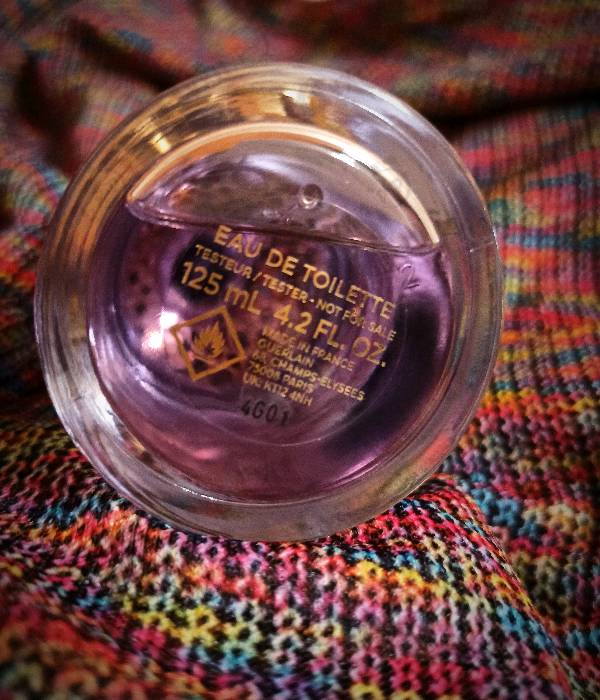 EAU DE TOILETTE
TESTEUR / TESTER - NOT FOR SALE
125 mL 4.2 FL. OZ.
MADE IN FRANCE
GUERLAIN
68, CHAMPS-ELYSEES
75008 PARIS
UK KT12 4NH
4G01
2